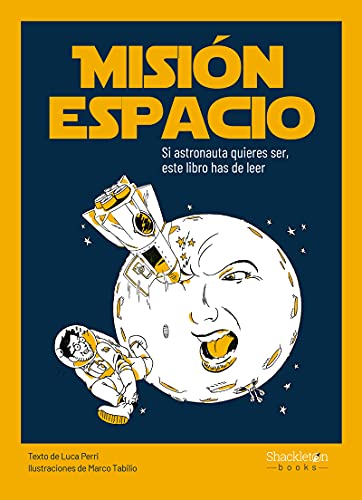 MISIÓN
ESPACIO
Si astronauta quieres ser,
este libro has de leer
Texto de Luca Perri
Ilustraciones de Marco Tabilio
Shackleton
books